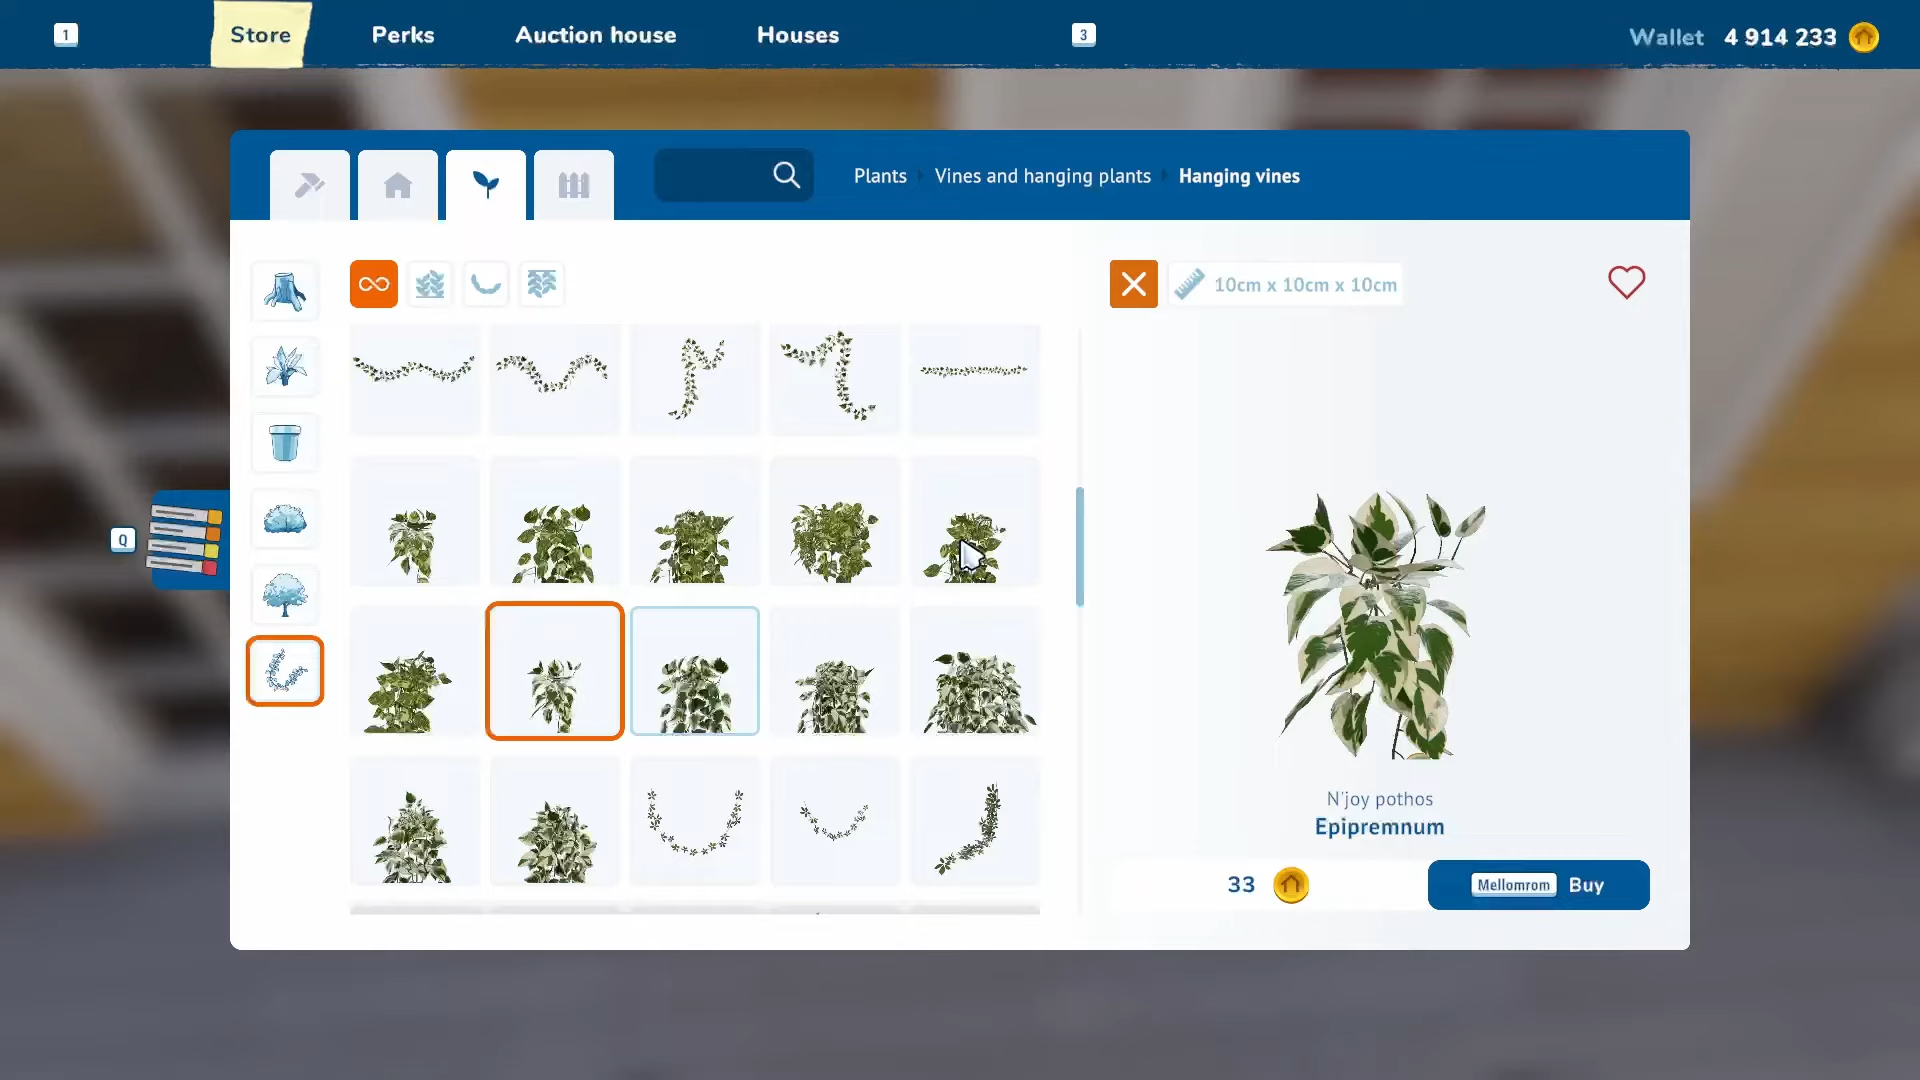 1
Store
Perks
Auction house
Houses
3
Wallet 4 914 233
Plants Vines and hanging plants Hanging vines
10cm x 10cm x 10cm
Q
N'joy pothos
Epipremnum
33
Mellomrom Buy